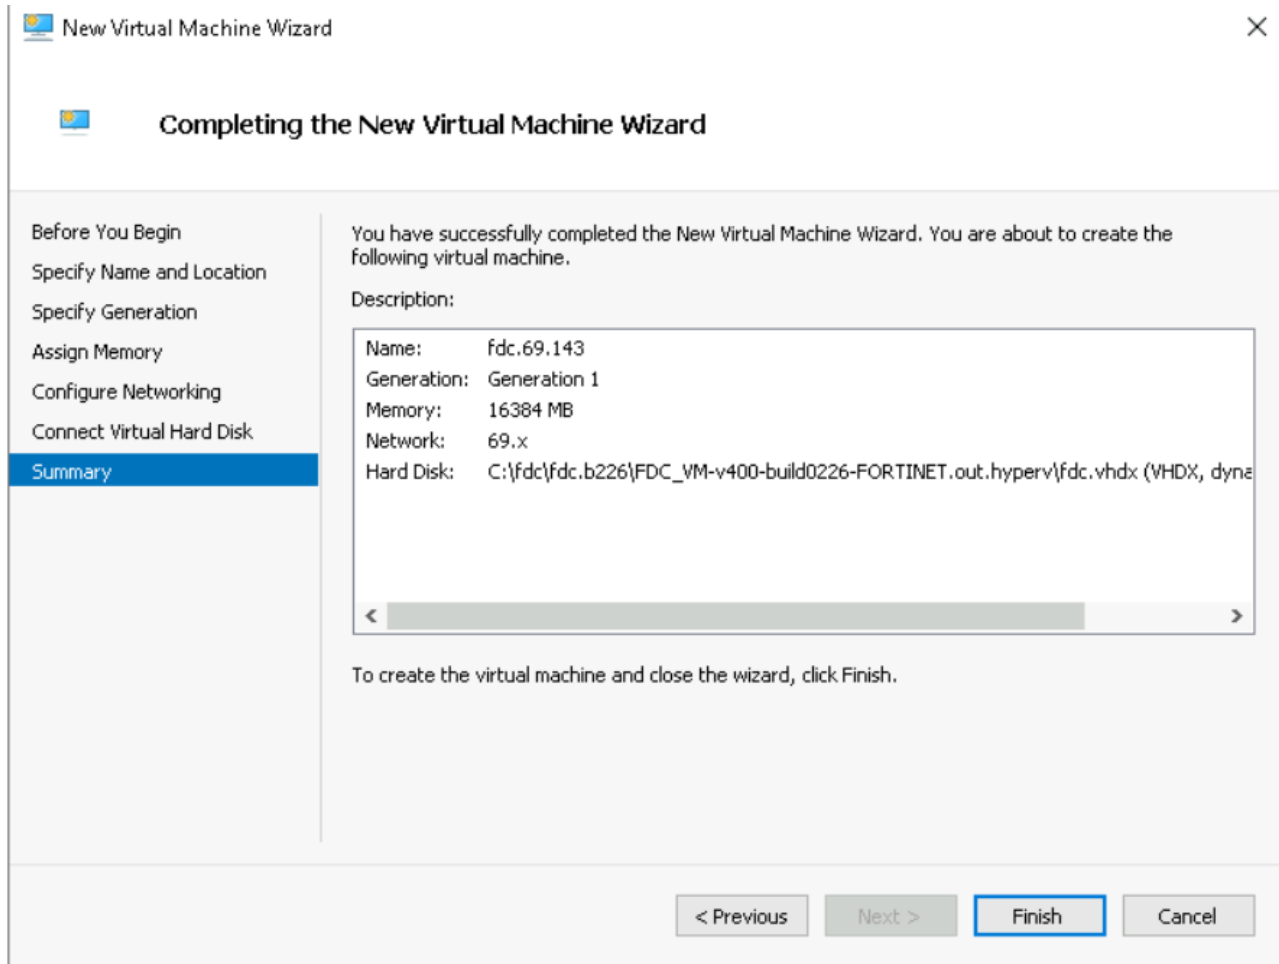 New Virtual Machine Wizard
Completing the New Virtual Machine Wizard
Before You Begin
Specify Name and Location
Specify Generation
Assign Memory
Configure Networking
Connect Virtual Hard Disk
Summary
You have successfully completed the New Virtual Machine Wizard. You are about to create the
following virtual machine.
Description:
Name: fdc.69.143
Generation: Generation 1
Memory: 16384 MB
Network: 69.x
Hard Disk: C:\fdc\fdc.b226\FDC_VM-v400-build0226-FORTINET.out.hyperv\fdc.vhdx (VHDX, dyna
To create the virtual machine and close the wizard, click Finish.
< Previous Next > Finish Cancel